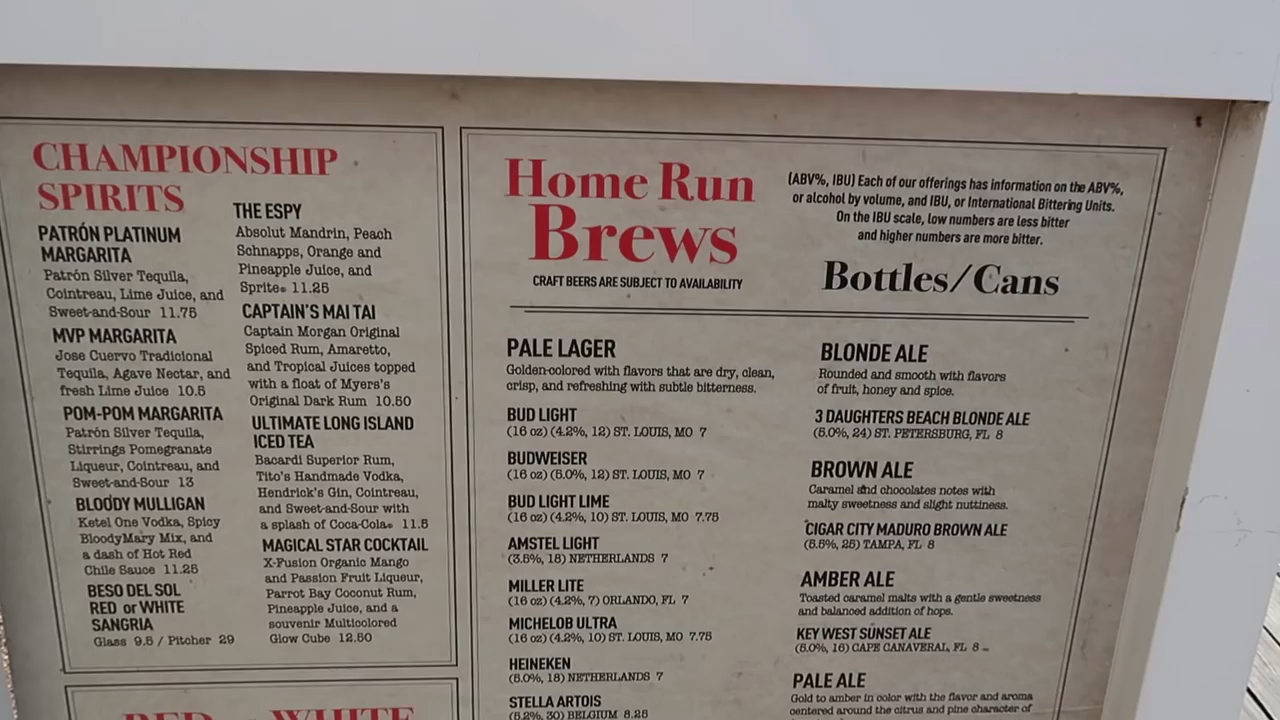 CHAMPIONSHIP
SPIRITS
PATRÓN PLATINUM
MARGARITA
Patrón Silver Tequila,
Cointreau, Lime Juice, and
Sweet-and-Sour 11.75
MVP MARGARITA
Jose Cuervo Tradicional
Tequila, Agave Nectar, and
fresh Lime Juice 10.5
POM-POM MARGARITA
Patrón Silver Tequila,
Stirrings Pomegranate
Liqueur, Cointreau, and
Sweet-and-Sour 13
BLOODY MULLIGAN
Ketel One Vodka, Spicy
BloodyMary Mix, and
a dash of Hot Red
Chile Sauce 11.25
BESO DEL SOL
RED or WHITE
SANGRIA
Glass 9.5 / Pitcher 29
THE ESPY
Absolut Mandrin, Peach
Schnapps, Orange and
Pineapple Juice, and
Sprite® 11.25
CAPTAIN'S MAI TAI
Captain Morgan Original
Spiced Rum, Amaretto,
and Tropical Juices topped
with a float of Myers's
Original Dark Rum 10.50
ULTIMATE LONG ISLAND
ICED TEA
Bacardi Superior Rum,
Tito's Handmade Vodka,
Hendrick's Gin, Cointreau,
and Sweet-and-Sour with
a splash of Coca-Cola® 11.5
MAGICAL STAR COCKTAIL
X-Fusion Organic Mango
and Passion Fruit Liqueur,
Parrot Bay Coconut Rum,
Pineapple Juice, and a
souvenir Multicolored
Glow Cube 12.50
Home Run
Brews
CRAFT BEERS ARE SUBJECT TO AVAILABILITY
(ABV%, IBU) Each of our offerings has information on the ABV%,
or alcohol by volume, and IBU, or International Bittering Units.
On the IBU scale, low numbers are less bitter
and higher numbers are more bitter.
Bottles/Cans
PALE LAGER
Golden-colored with flavors that are dry, clean,
crisp, and refreshing with subtle bitterness.
BUD LIGHT
(16 oz) (4.2%, 12) ST. LOUIS, MO 7
BUDWEISER
(16 oz) (5.0%, 12) ST. LOUIS, MO 7
BUD LIGHT LIME
(16 oz) (4.2%, 10) ST. LOUIS, MO 7.75
AMSTEL LIGHT
(3.5%, 18) NETHERLANDS 7
MILLER LITE
(16 oz) (4.2%, 7) ORLANDO, FL 7
MICHELOB ULTRA
(16 oz) (4.2%, 10) ST. LOUIS, MO 7.75
HEINEKEN
(5.0%, 18) NETHERLANDS 7
STELLA ARTOIS
(5.2%, 30) BELGIUM 8.25
BLONDE ALE
Rounded and smooth with flavors
of fruit, honey and spice.
3 DAUGHTERS BEACH BLONDE ALE
(5.0%, 24) ST. PETERSBURG, FL 8
BROWN ALE
Caramel and chocolates notes with
malty sweetness and slight nuttiness.
CIGAR CITY MADURO BROWN ALE
(5.5%, 25) TAMPA, FL 8
AMBER ALE
Toasted caramel malts with a gentle sweetness
and balanced addition of hops.
KEY WEST SUNSET ALE
(5.0%, 16) CAPE CANAVERAL, FL 8
PALE ALE
Gold to amber in color with the flavor and aroma
centered around the citrus and pine character of
RED or WHITE